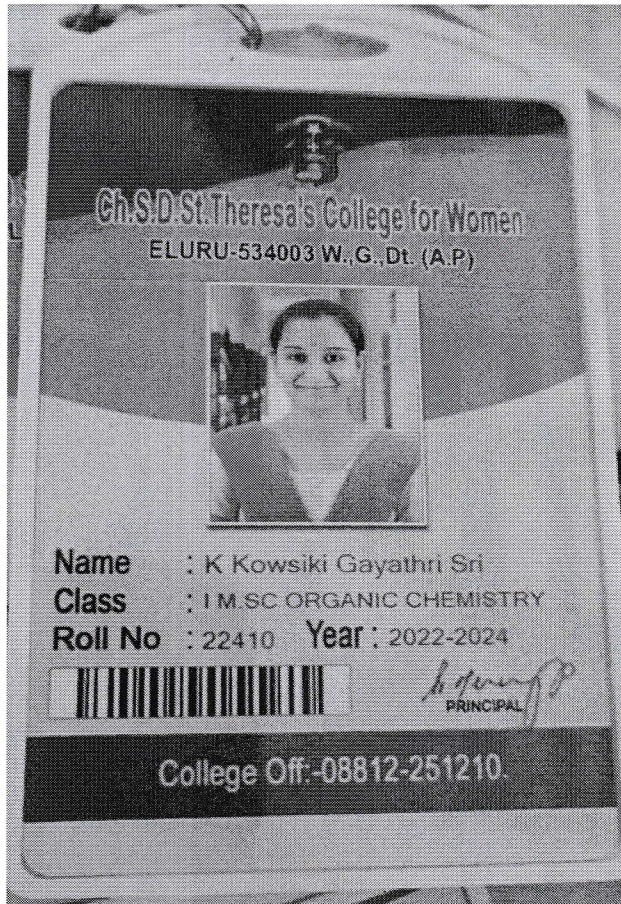 Ch.S.D.St.Theresa's College for Women
ELURU-534003 W.,G.,Dt. (A.P)
Name : K Kowsiki Gayathri Sri
Class : I M.SC ORGANIC CHEMISTRY
Roll No : 22410 Year : 2022-2024
PRINCIPAL
College Off:-08812-251210.